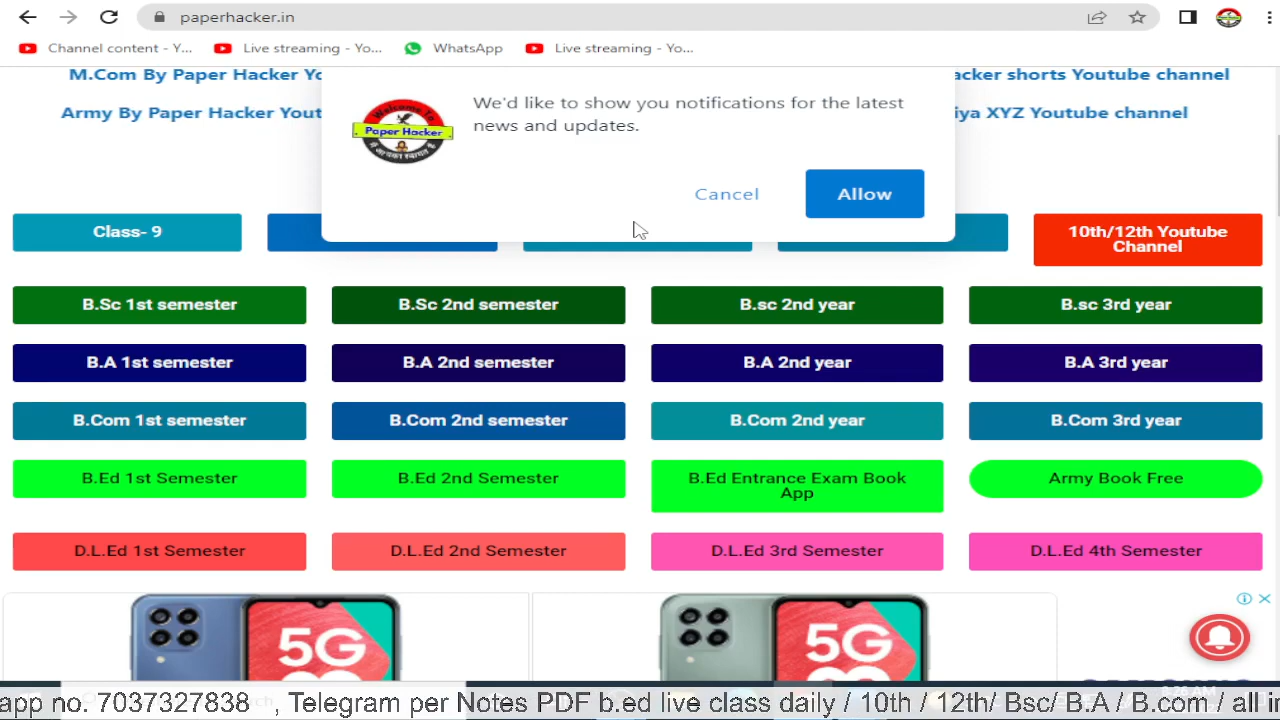 paperhacker.in
Channel content - Y...
Live streaming - Yo...
WhatsApp
Live streaming - Yo...
M.Com By Paper Hacker Yo
acker shorts Youtube channel
Army By Paper Hacker Yout
iya XYZ Youtube channel
Welcome To
Paper Hacker
We'd like to show you notifications for the latest
news and updates.
Cancel
Allow
Class- 9
10th/12th Youtube
Channel
B.Sc 1st semester
B.Sc 2nd semester
B.sc 2nd year
B.sc 3rd year
B.A 1st semester
B.A 2nd semester
B.A 2nd year
B.A 3rd year
B.Com 1st semester
B.Com 2nd semester
B.Com 2nd year
B.Com 3rd year
B.Ed 1st Semester
B.Ed 2nd Semester
B.Ed Entrance Exam Book
App
Army Book Free
D.L.Ed 1st Semester
D.L.Ed 2nd Semester
D.L.Ed 3rd Semester
D.L.Ed 4th Semester
5G
5G
app no. 7037327838 , Telegram per Notes PDF b.ed live class daily / 10th / 12th/ Bsc/ B.A / B.com / all i